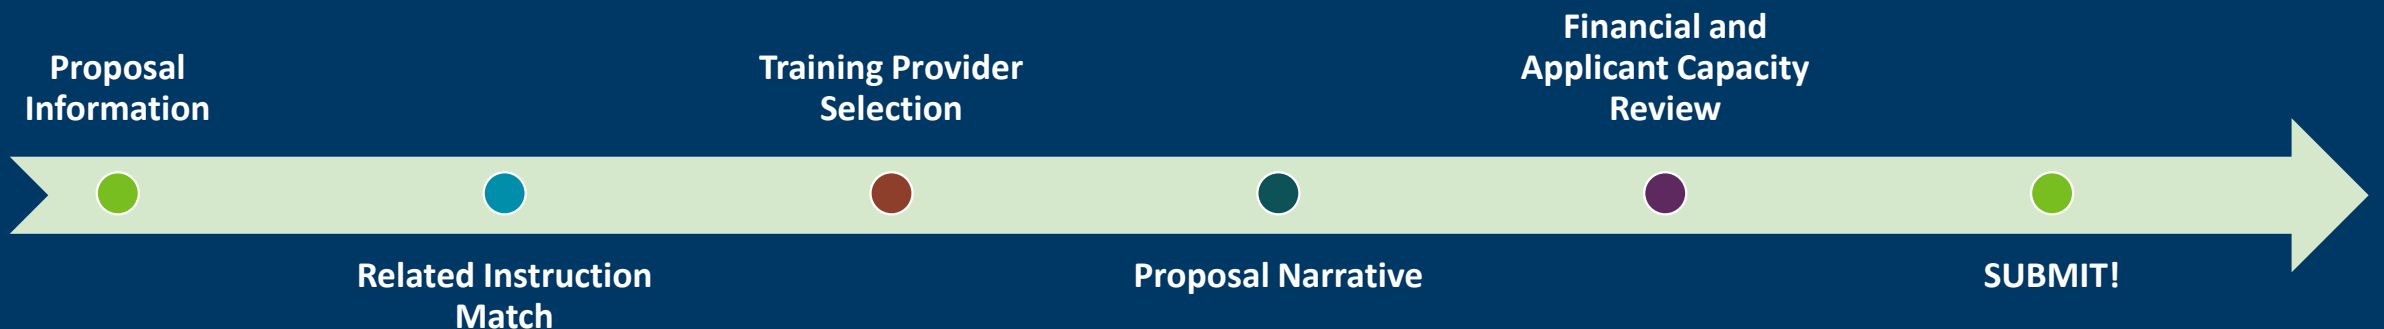 Proposal
Information
Related Instruction
Match
Training Provider
Selection
Proposal Narrative
Financial and
Applicant Capacity
Review
SUBMIT!